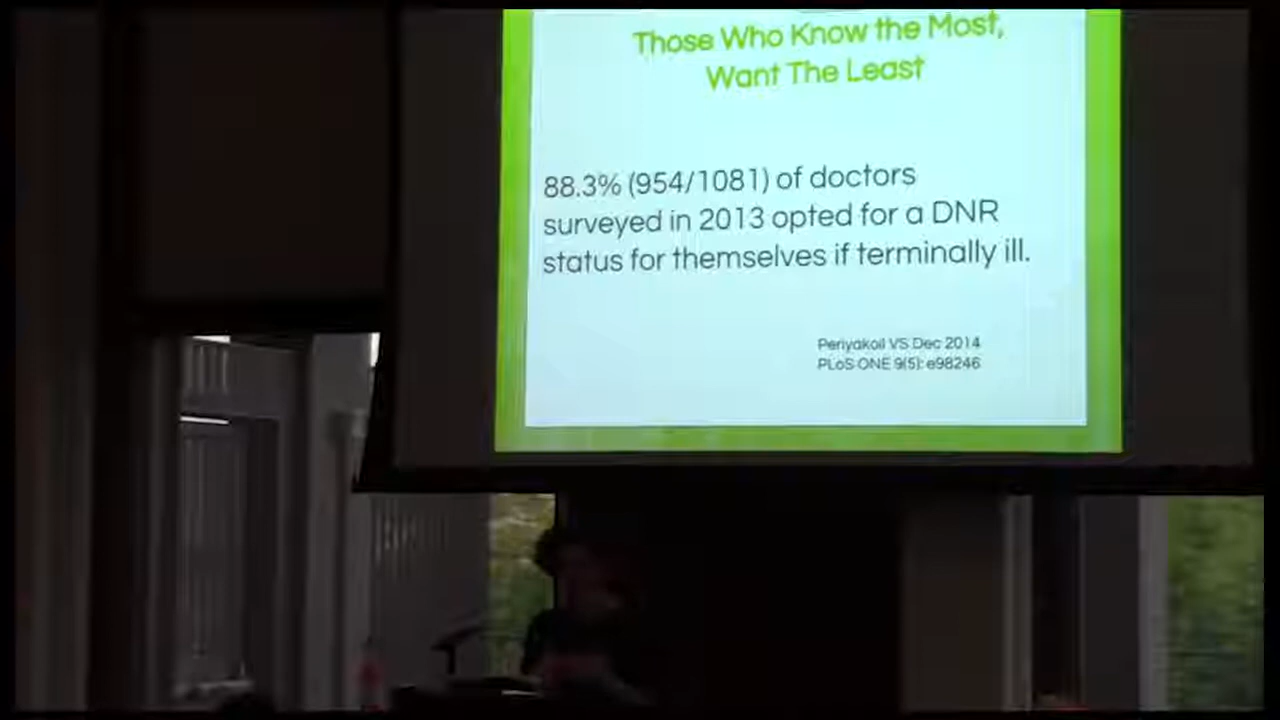 Those Who Know the Most,
Want The Least
88.3% (954/1081) of doctors
surveyed in 2013 opted for a DNR
status for themselves if terminally ill.
Periyakoil VS Dec 2014
PLoS ONE 9(5): e98246